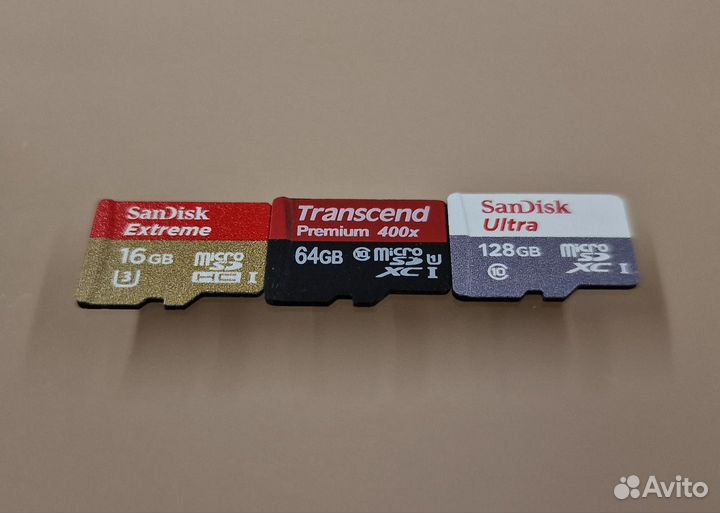 SanDisk
Extreme
16GB micro SD HC I
U3
Transcend
Premium 400x
64GB 10 micro SD XC U1 I
SanDisk
Ultra
128GB micro SD XC I
10
Avito